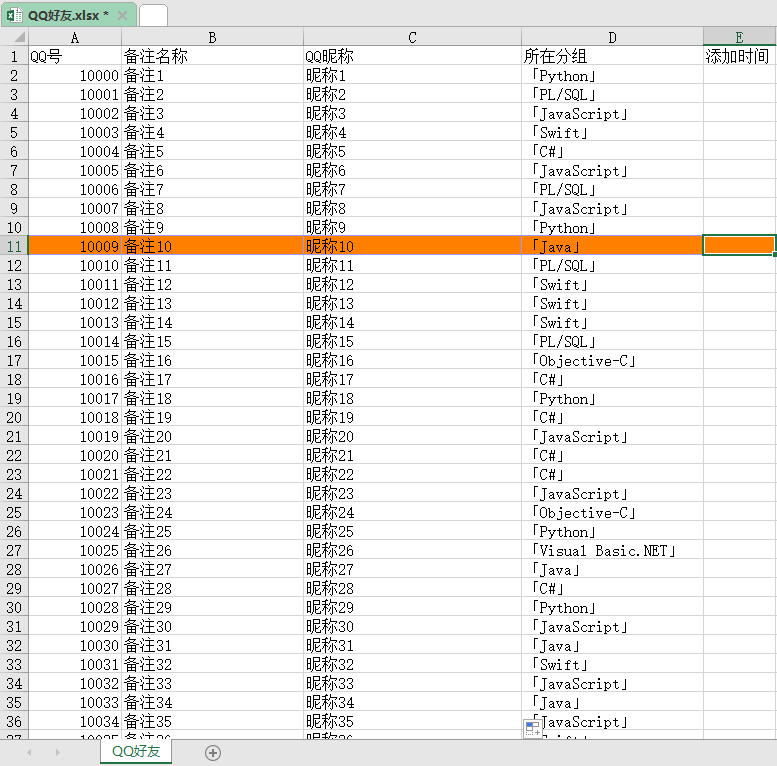 QQ好友.xlsx *
A B C D E
1 QQ号 备注名称 QQ昵称 所在分组 添加时间
2 10000 备注1 昵称1 「Python」
3 10001 备注2 昵称2 「PL/SQL」
4 10002 备注3 昵称3 「JavaScript」
5 10003 备注4 昵称4 「Swift」
6 10004 备注5 昵称5 「C#」
7 10005 备注6 昵称6 「JavaScript」
8 10006 备注7 昵称7 「PL/SQL」
9 10007 备注8 昵称8 「JavaScript」
10 10008 备注9 昵称9 「Python」
11 10009 备注10 昵称10 「Java」
12 10010 备注11 昵称11 「PL/SQL」
13 10011 备注12 昵称12 「Swift」
14 10012 备注13 昵称13 「Swift」
15 10013 备注14 昵称14 「Swift」
16 10014 备注15 昵称15 「PL/SQL」
17 10015 备注16 昵称16 「Objective-C」
18 10016 备注17 昵称17 「C#」
19 10017 备注18 昵称18 「Python」
20 10018 备注19 昵称19 「C#」
21 10019 备注20 昵称20 「JavaScript」
22 10020 备注21 昵称21 「C#」
23 10021 备注22 昵称22 「C#」
24 10022 备注23 昵称23 「JavaScript」
25 10023 备注24 昵称24 「Objective-C」
26 10024 备注25 昵称25 「Python」
27 10025 备注26 昵称26 「Visual Basic.NET」
28 10026 备注27 昵称27 「Java」
29 10027 备注28 昵称28 「C#」
30 10028 备注29 昵称29 「Python」
31 10029 备注30 昵称30 「JavaScript」
32 10030 备注31 昵称31 「Java」
33 10031 备注32 昵称32 「Swift」
34 10032 备注33 昵称33 「JavaScript」
35 10033 备注34 昵称34 「Java」
36 10034 备注35 昵称35 「JavaScript」
QQ好友